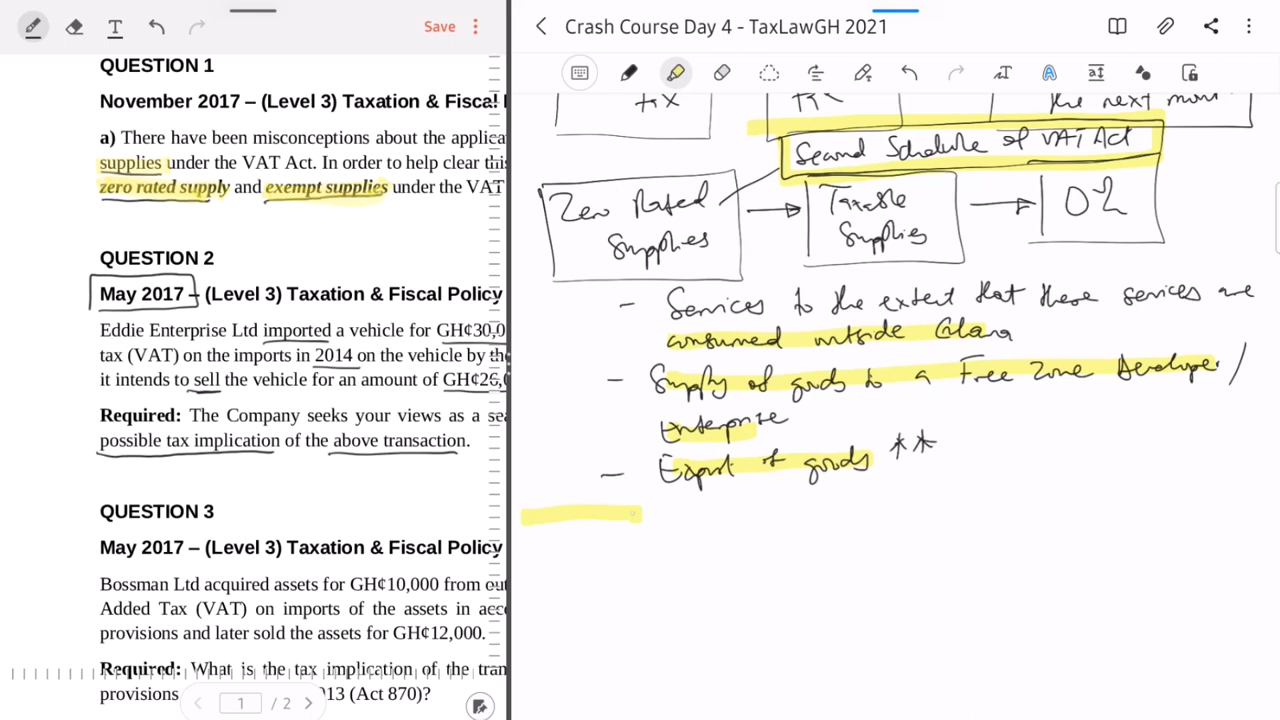 Save
QUESTION 1
November 2017 – (Level 3) Taxation & Fiscal
a) There have been misconceptions about the applica
supplies under the VAT Act. In order to help clear this
zero rated supply and exempt supplies under the VAT
QUESTION 2
May 2017 – (Level 3) Taxation & Fiscal Policy
Eddie Enterprise Ltd imported a vehicle for GH¢30,0
tax (VAT) on the imports in 2014 on the vehicle by the
it intends to sell the vehicle for an amount of GH¢26,
Required: The Company seeks your views as a
possible tax implication of the above transaction.
QUESTION 3
May 2017 – (Level 3) Taxation & Fiscal Policy
Bossman Ltd acquired assets for GH¢10,000 from
Added Tax (VAT) on imports of the assets in
provisions and later sold the assets for GH¢12,000.
Required: What is the tax implication of the tran
provisions 13 (Act 870)?
1 / 2
Crash Course Day 4 - TaxLawGH 2021
the next
Second Schedule of VAT Act
Zero Rated Supplies
Taxable Supplies
0%
- Services to the extent that these services are
consumed outside Ghana
- Supply of goods to a Free Zone Developer /
Enterprise
- Export of goods **